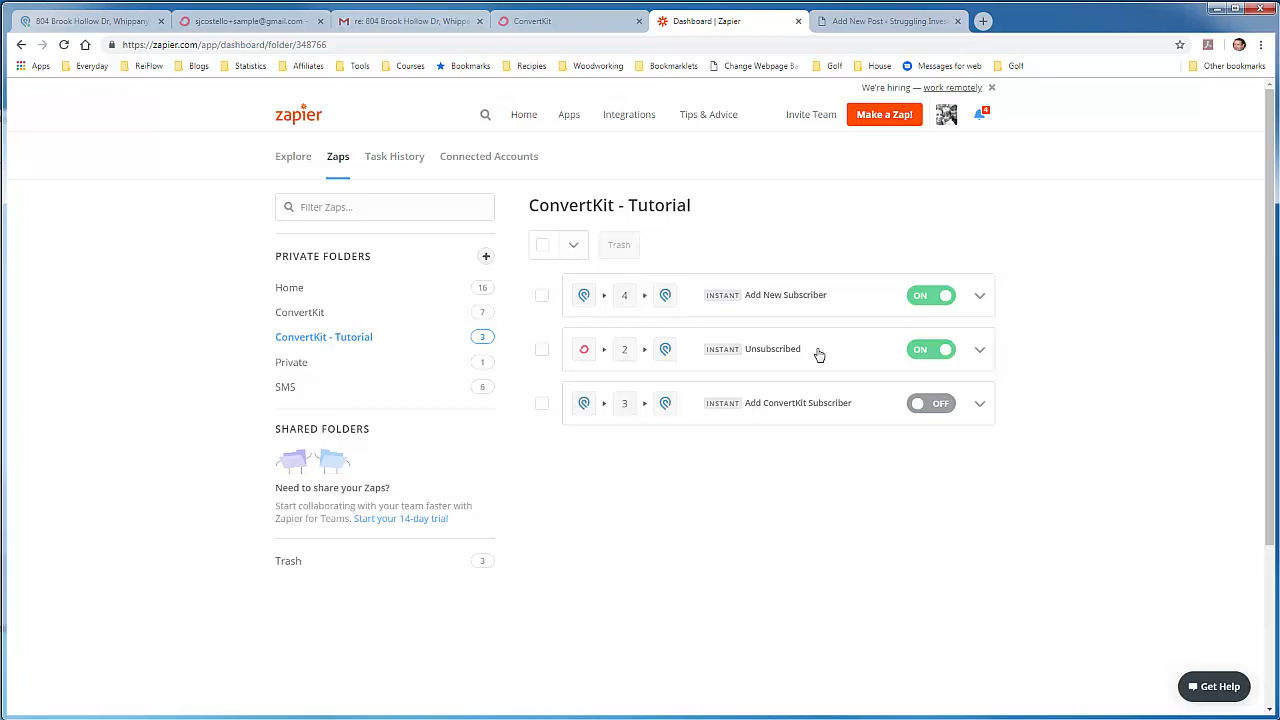 804 Brook Hollow Dr, Whippany
sjcostello+sample@gmail.com -
re: 804 Brook Hollow Dr, Whippa
ConvertKit
Dashboard | Zapier
Add New Post ‹ Struggling Invest
https://zapier.com/app/dashboard/folder/348766
Apps
Everyday
ReiFlow
Blogs
Statistics
Affiliates
Tools
Courses
Bookmarks
Recipies
Woodworking
Bookmarklets
Change Webpage Ba
Golf
House
Messages for web
Golf
Other bookmarks
We're hiring — work remotely
zapier
Home
Apps
Integrations
Tips & Advice
Invite Team
Make a Zap!
4
Explore
Zaps
Task History
Connected Accounts
Filter Zaps...
ConvertKit - Tutorial
Trash
PRIVATE FOLDERS
Home 16
ConvertKit 7
ConvertKit - Tutorial 3
Private 1
SMS 6
4 INSTANT Add New Subscriber ON
2 INSTANT Unsubscribed ON
3 INSTANT Add ConvertKit Subscriber OFF
SHARED FOLDERS
Need to share your Zaps?
Start collaborating with your team faster with
Zapier for Teams. Start your 14-day trial
Trash 3
Get Help